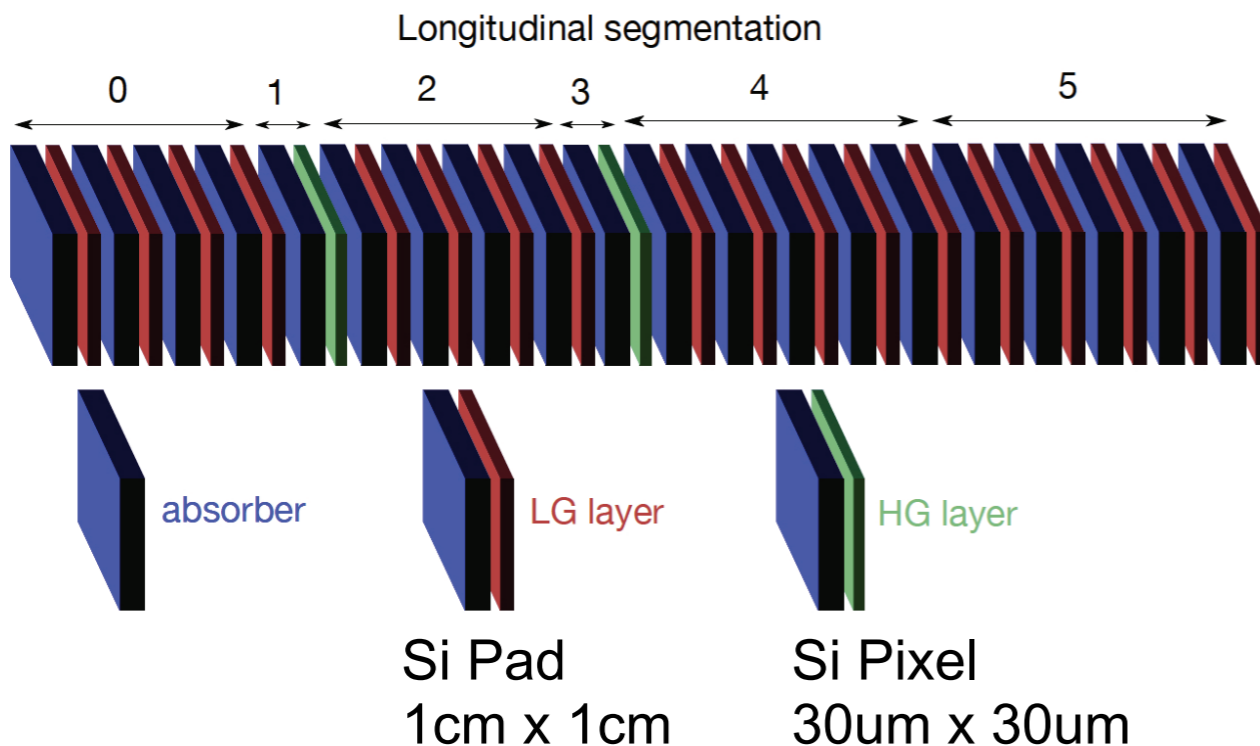 Longitudinal segmentation
0 1 2 3 4 5
absorber
LG layer
HG layer
Si Pad
1cm x 1cm
Si Pixel
30um x 30um